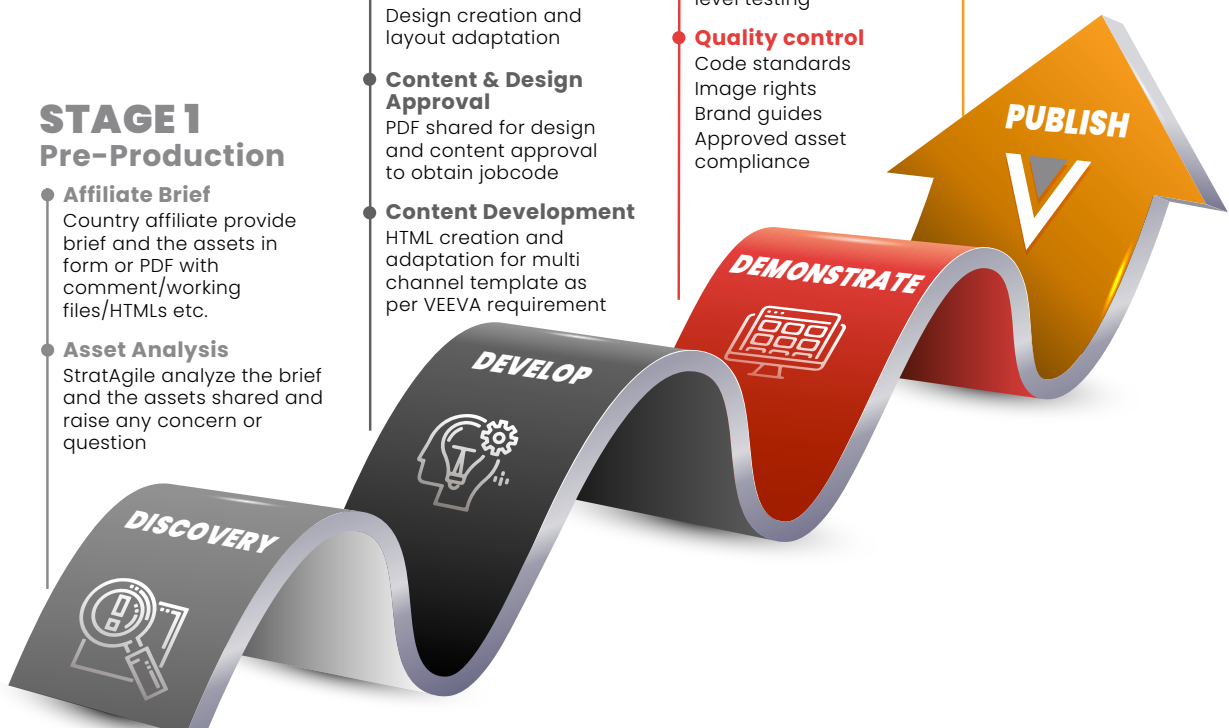 STAGE 1
Pre-Production
Affiliate Brief
Country affiliate provide
brief and the assets in
form or PDF with
comment/working
files/HTMLs etc.
Asset Analysis
StratAgile analyze the brief
and the assets shared and
raise any concern or
question
DISCOVERY
Design creation and
layout adaptation
Content & Design
Approval
PDF shared for design
and content approval
to obtain jobcode
Content Development
HTML creation and
adaptation for multi
channel template as
per VEEVA requirement
DEVELOP
level testing
Quality control
Code standards
Image rights
Brand guides
Approved asset
compliance
DEMONSTRATE
PUBLISH